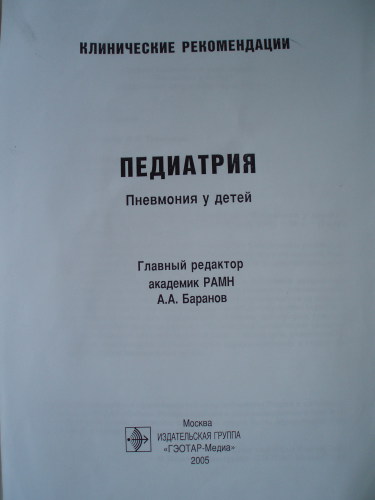 КЛИНИЧЕСКИЕ РЕКОМЕНДАЦИИ
ПЕДИАТРИЯ
Пневмония у детей
Главный редактор
академик РАМН
А.А. Баранов
Москва
ИЗДАТЕЛЬСКАЯ ГРУППА
«ГЭОТАР-Медиа»
2005